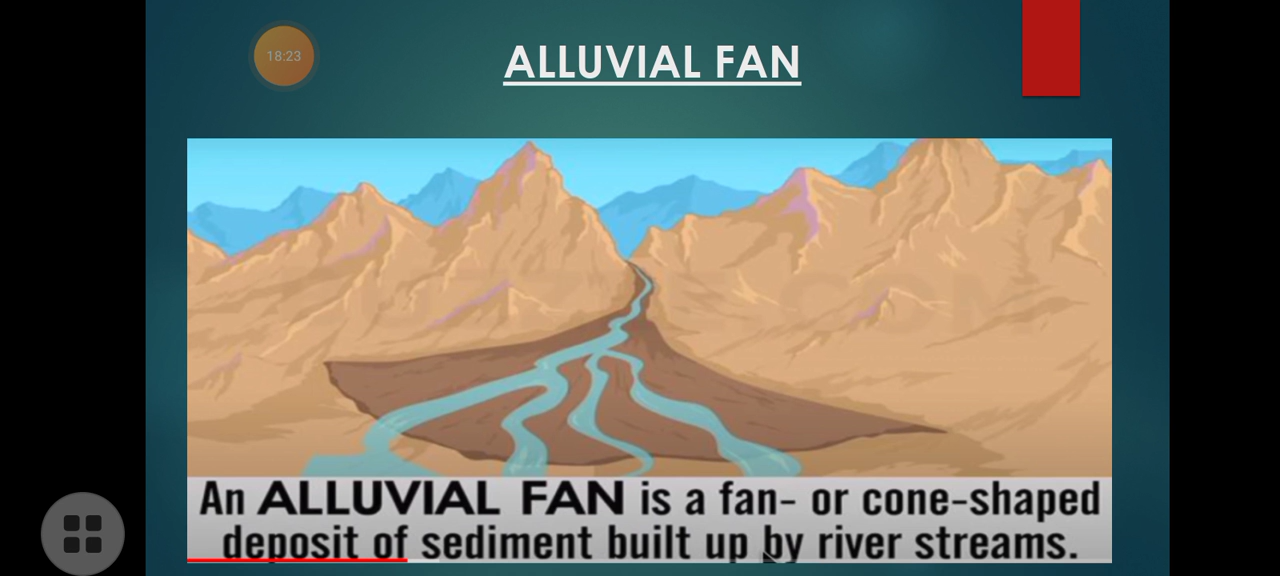 18:23
ALLUVIAL FAN
An ALLUVIAL FAN is a fan- or cone-shaped
deposit of sediment built up by river streams.